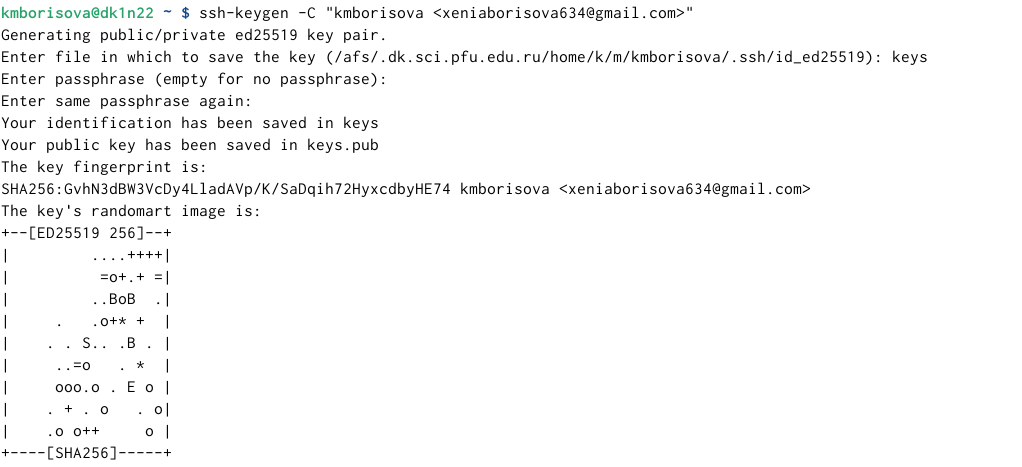 kmborisova@dk1n22 ~ $ ssh-keygen -C "kmborisova <xeniaborisova634@gmail.com>"
Generating public/private ed25519 key pair.
Enter file in which to save the key (/afs/.dk.sci.pfu.edu.ru/home/k/m/kmborisova/.ssh/id_ed25519): keys
Enter passphrase (empty for no passphrase):
Enter same passphrase again:
Your identification has been saved in keys
Your public key has been saved in keys.pub
The key fingerprint is:
SHA256:GvhN3dBW3VcDy4LladAVp/K/SaDqih72HyxcdbyHE74 kmborisova <xeniaborisova634@gmail.com>
The key's randomart image is:
+--[ED25519 256]--+
|         ....++++|
|          =o+.+ =|
|         ..BoB  .|
|     .   .o+* +  |
|    . . S.. .B . |
|     ..=o   . *  |
|     ooo.o . E o |
|    . + . o   . o|
|    .o o++     o |
+----[SHA256]-----+